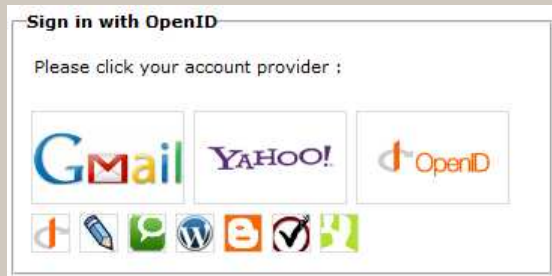 Sign in with OpenID
Please click your account provider :
Gmail YAHOO! OpenID